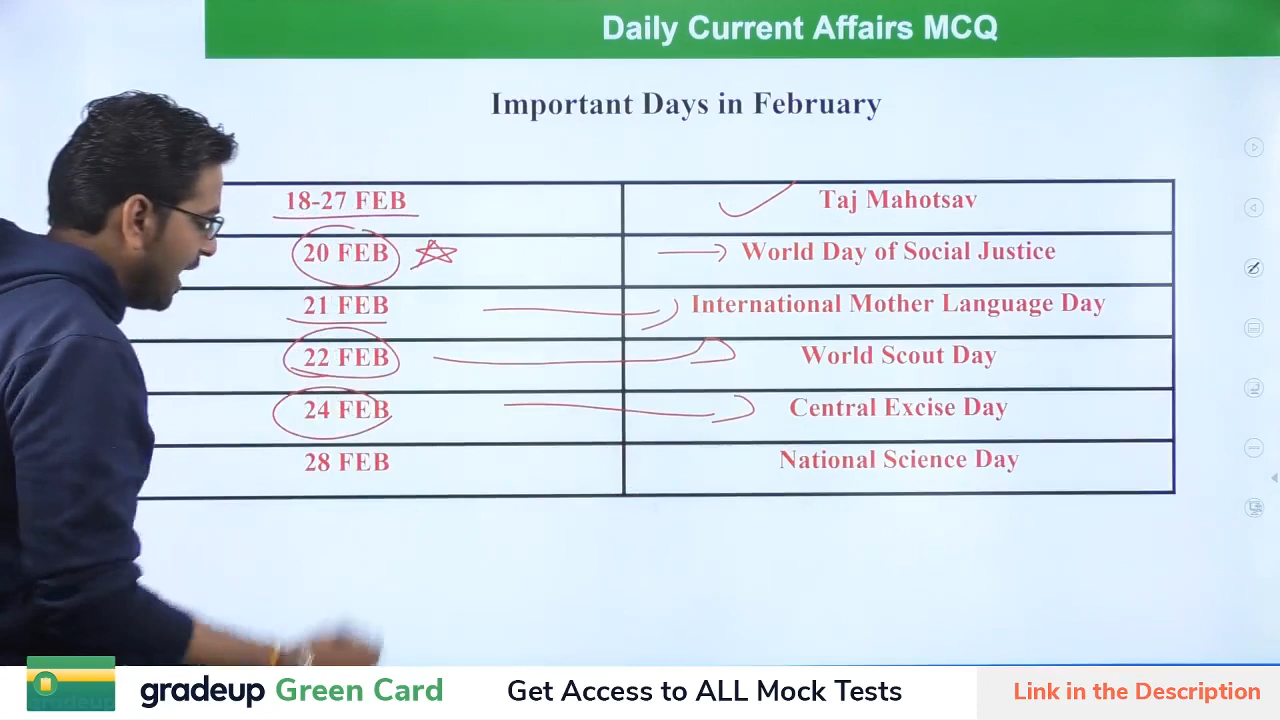 Daily Current Affairs MCQ
Important Days in February
18-27 FEB Taj Mahotsav
20 FEB World Day of Social Justice
21 FEB International Mother Language Day
22 FEB World Scout Day
24 FEB Central Excise Day
28 FEB National Science Day
gradeup Green Card Get Access to ALL Mock Tests Link in the Description